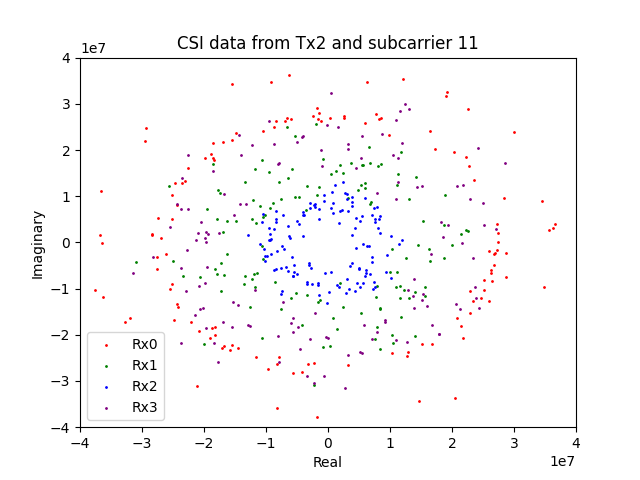 CSI data from Tx2 and subcarrier 11
1e7
4
3
2
1
0
−1
−2
−3
−4
Imaginary
Rx0
Rx1
Rx2
Rx3
−4 −3 −2 −1 0 1 2 3 4
Real
1e7